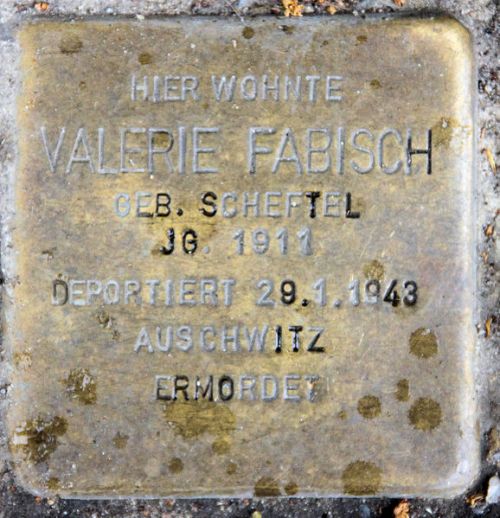 HIER WOHNTE
VALERIE FABISCH
GEB. SCHEFTEL
JG. 1911
DEPORTIERT 29.1.1943
AUSCHWITZ
ERMORDET